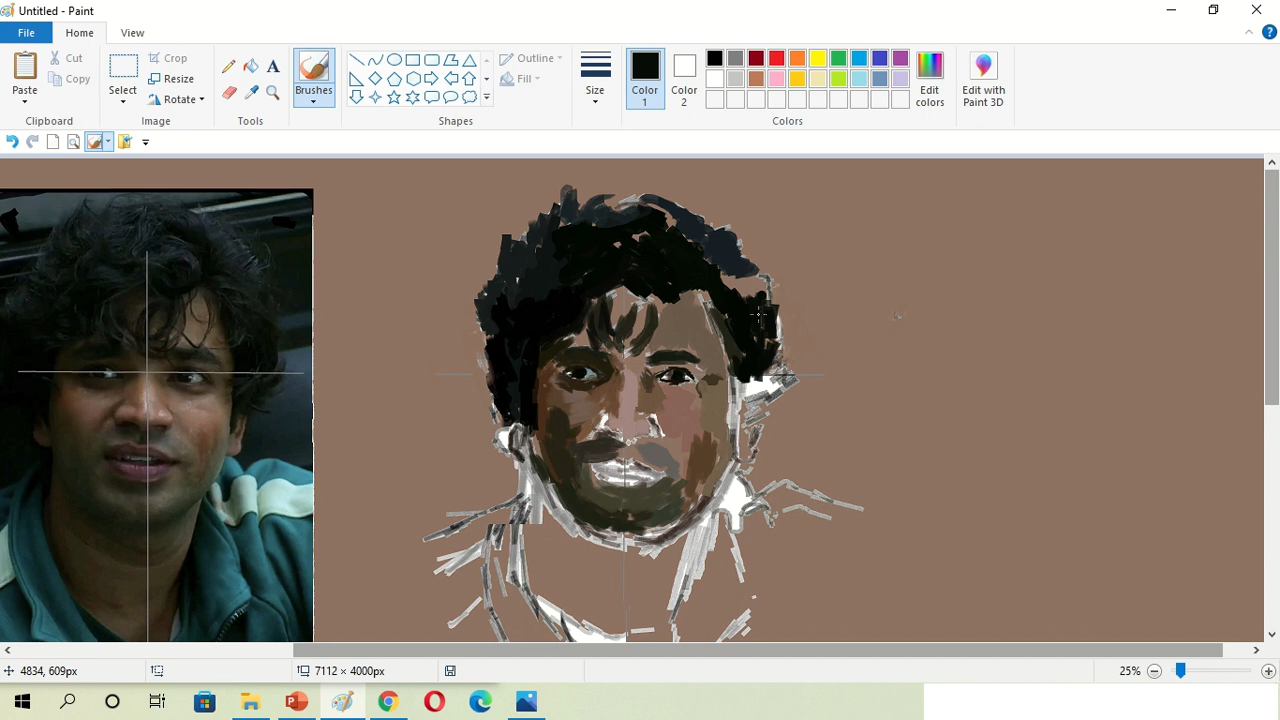 Untitled - Paint
File Home View
Paste
Cut
Copy
Clipboard
Select
Crop
Resize
Rotate
Image
A
Tools
Brushes
Outline
Fill
Shapes
Size
Color
1
Color
2
Edit
colors
Colors
Edit with
Paint 3D
4834, 609px
7112 × 4000px
25%